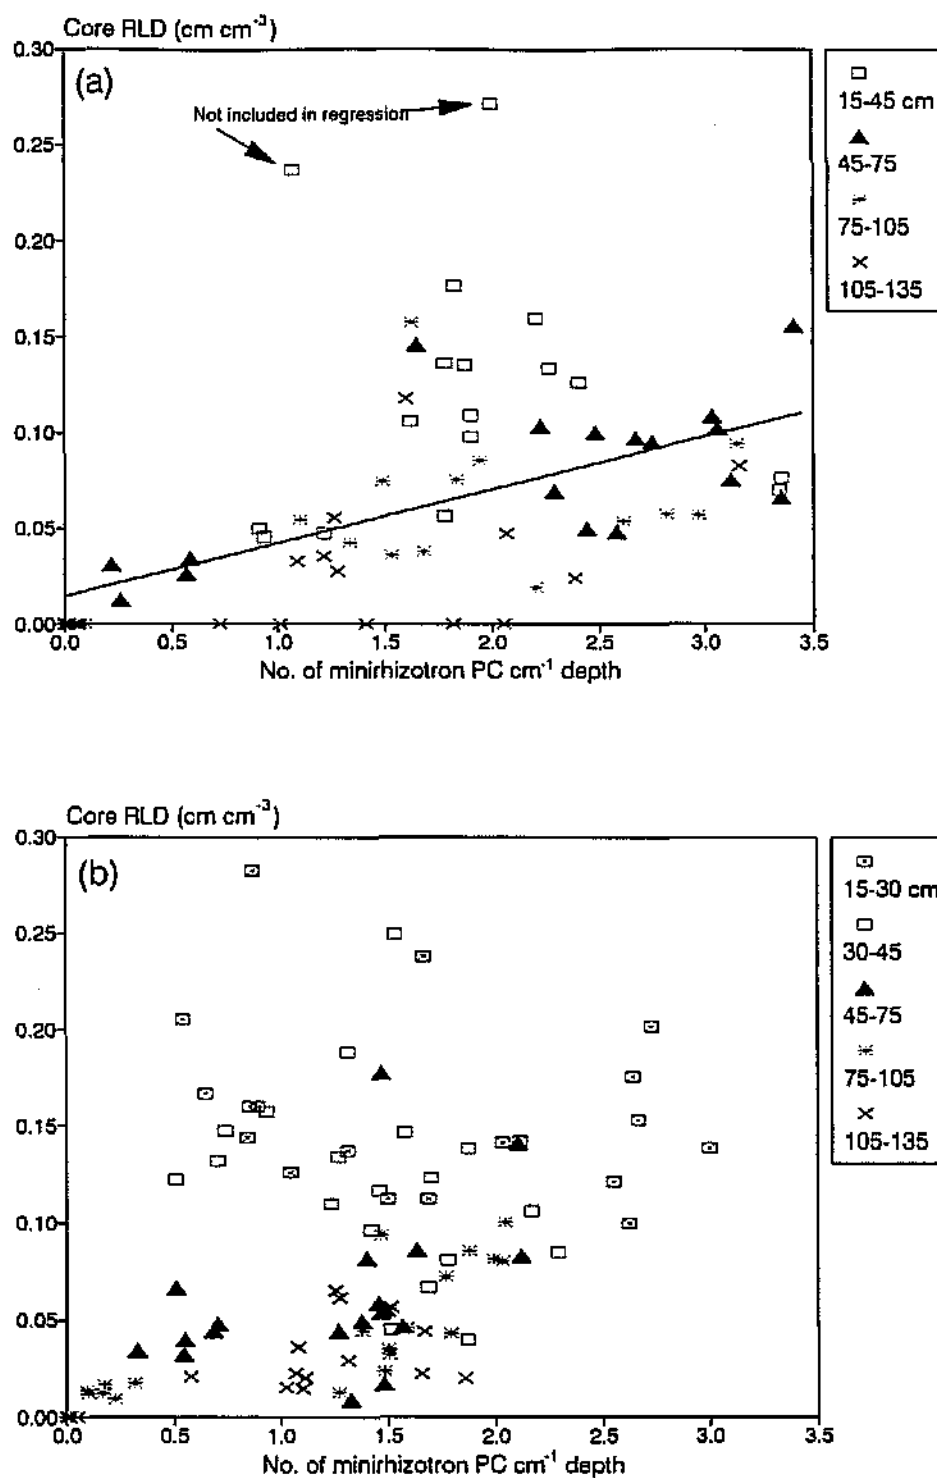 Core RLD (cm cm⁻³)
0.30
(a)
Not included in regression
0.25
0.20
0.15
0.10
0.05
0.00
0.0 0.5 1.0 1.5 2.0 2.5 3.0 3.5
No. of minirhizotron PC cm⁻¹ depth
15-45 cm
45-75
75-105
105-135
Core RLD (cm cm⁻³)
0.30
(b)
0.25
0.20
0.15
0.10
0.05
0.00
0.0 0.5 1.0 1.5 2.0 2.5 3.0 3.5
No. of minirhizotron PC cm⁻¹ depth
15-30 cm
30-45
45-75
75-105
105-135